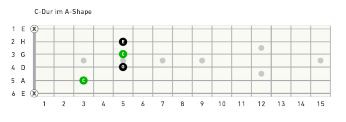 C-Dur im A-Shape
1 E X
2 H E
3 G C
4 D G
5 A C
6 E X
1 2 3 4 5 6 7 8 9 10 11 12 13 14 15